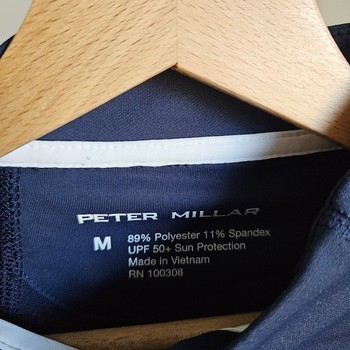 PETER MILLAR
M
89% Polyester 11% Spandex
UPF 50+ Sun Protection
Made in Vietnam
RN 100308